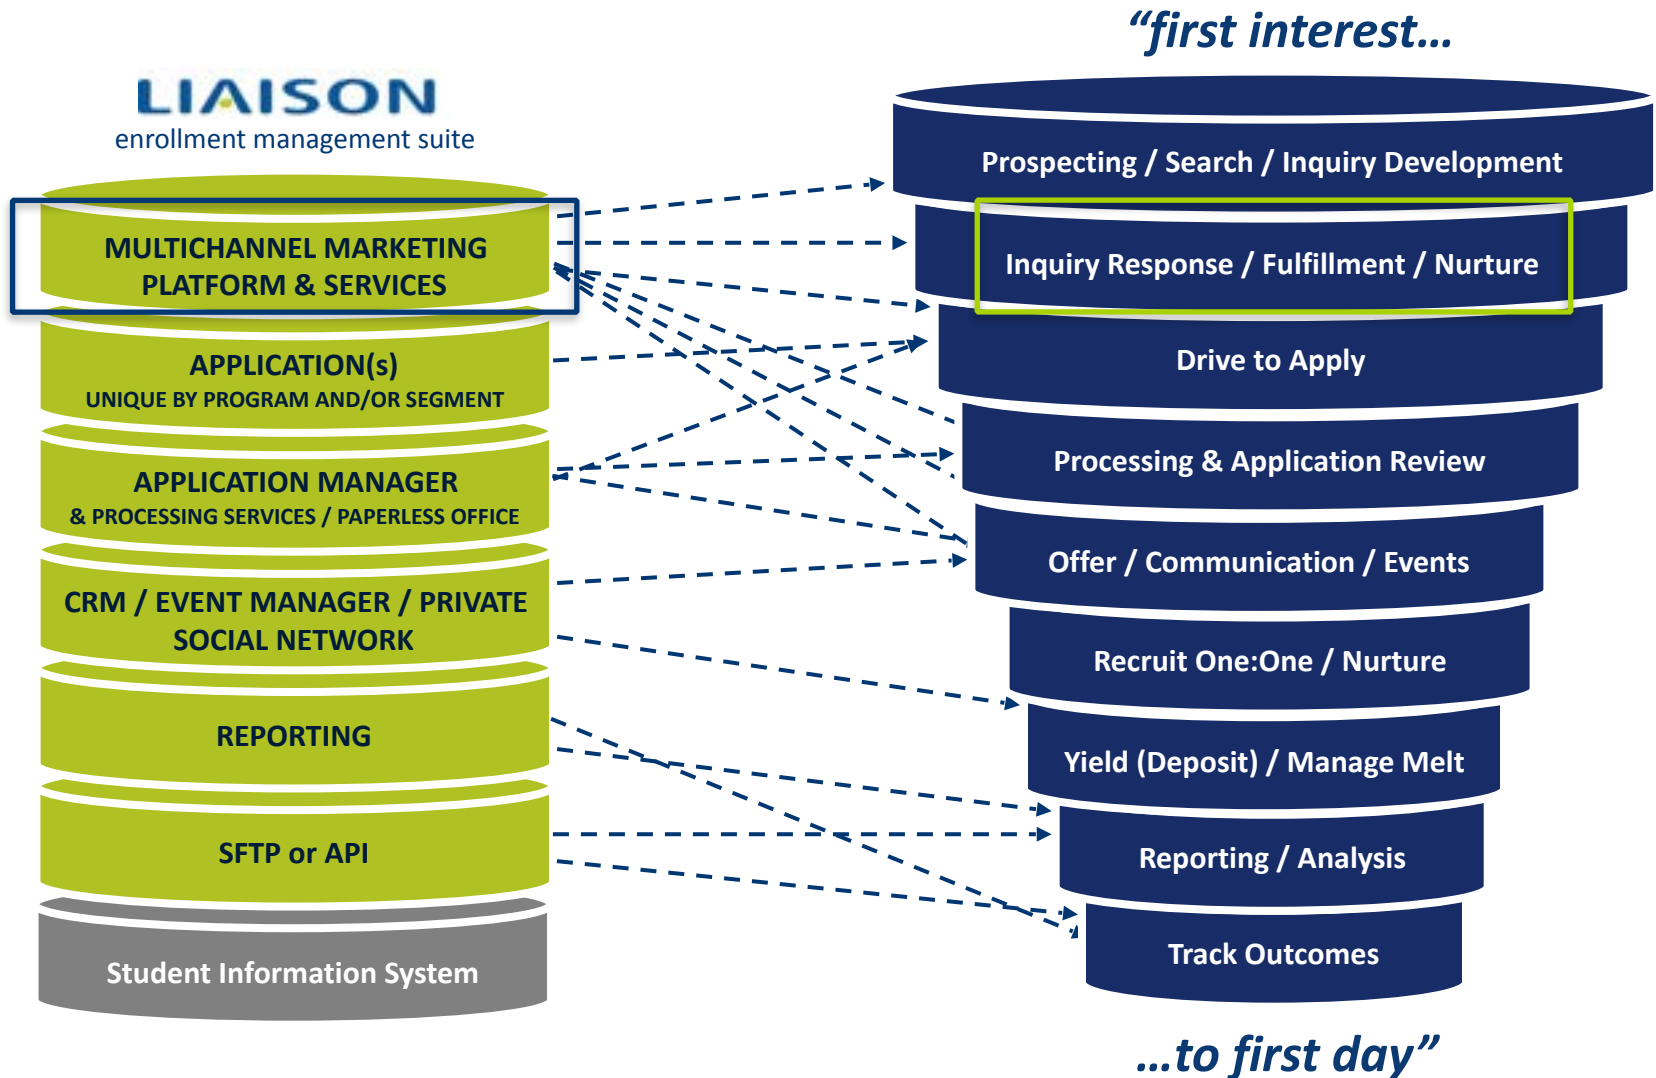 “first interest…
LIAISON
enrollment management suite
MULTICHANNEL MARKETING
PLATFORM & SERVICES
APPLICATION(s)
UNIQUE BY PROGRAM AND/OR SEGMENT
APPLICATION MANAGER
& PROCESSING SERVICES / PAPERLESS OFFICE
CRM / EVENT MANAGER / PRIVATE
SOCIAL NETWORK
REPORTING
SFTP or API
Student Information System
Prospecting / Search / Inquiry Development
Inquiry Response / Fulfillment / Nurture
Drive to Apply
Processing & Application Review
Offer / Communication / Events
Recruit One:One / Nurture
Yield (Deposit) / Manage Melt
Reporting / Analysis
Track Outcomes
…to first day”